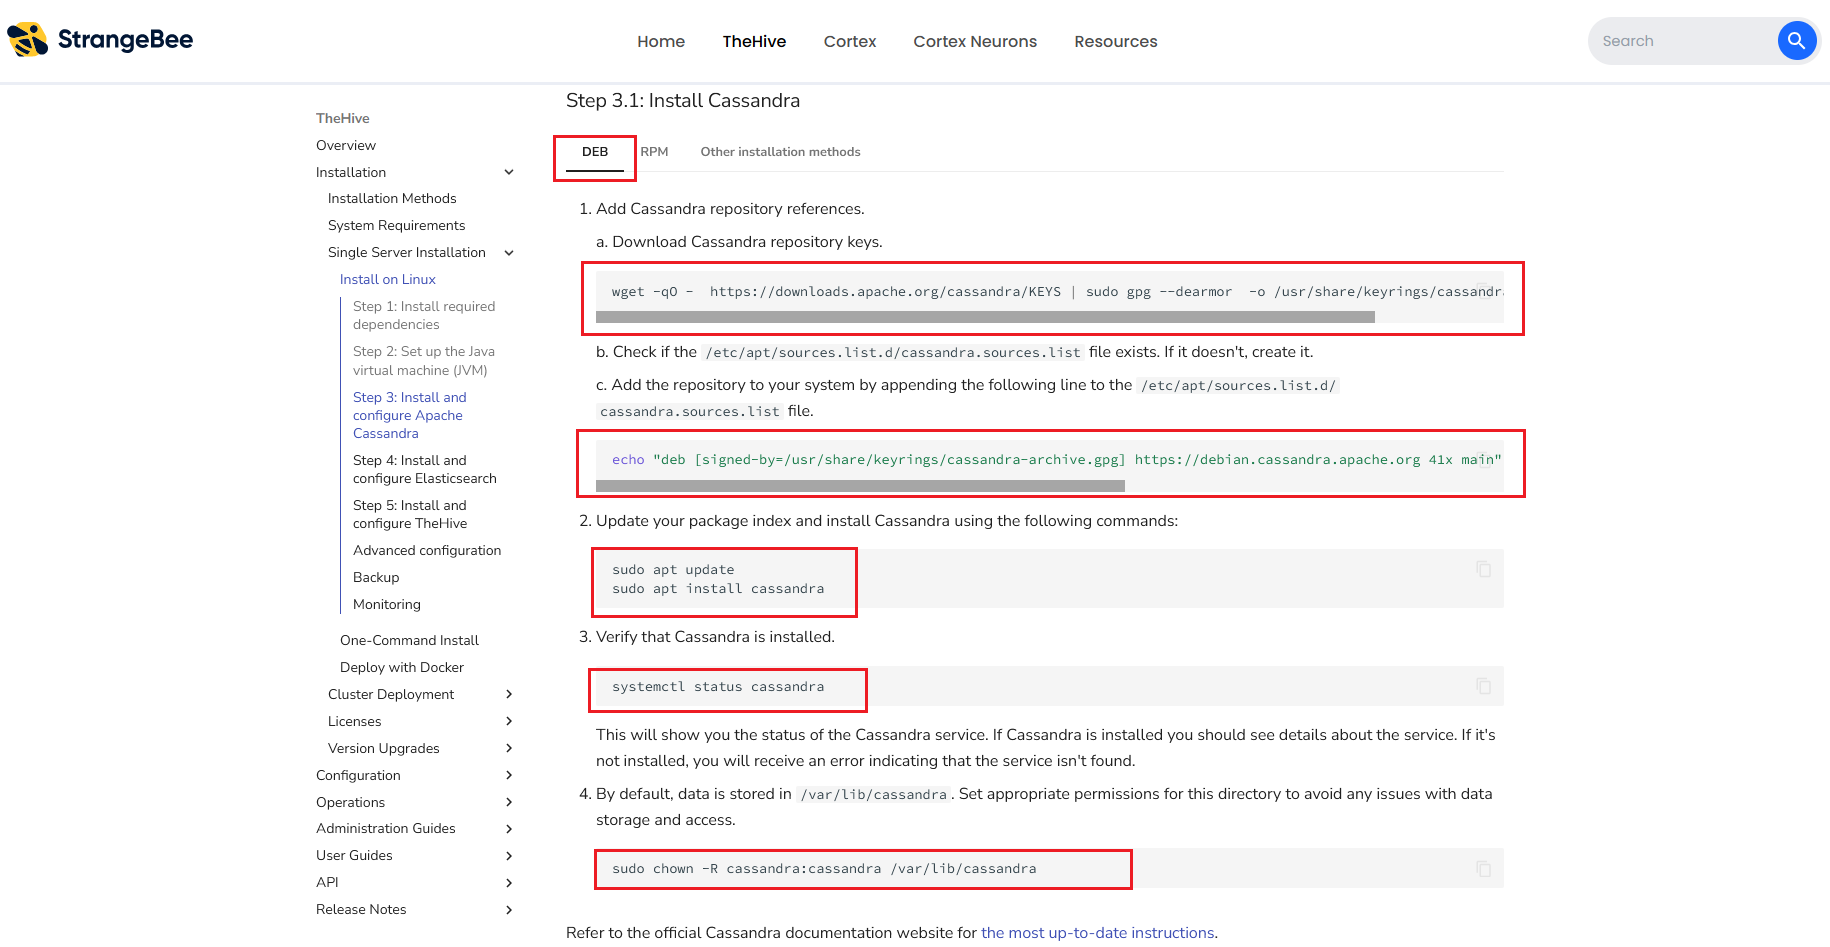 StrangeBee
Home TheHive Cortex Cortex Neurons Resources
Search
TheHive
Overview
Installation
Installation Methods
System Requirements
Single Server Installation
Install on Linux
Step 1: Install required
dependencies
Step 2: Set up the Java
virtual machine (JVM)
Step 3: Install and
configure Apache
Cassandra
Step 4: Install and
configure Elasticsearch
Step 5: Install and
configure TheHive
Advanced configuration
Backup
Monitoring
One-Command Install
Deploy with Docker
Cluster Deployment
Licenses
Version Upgrades
Configuration
Operations
Administration Guides
User Guides
API
Release Notes
Step 3.1: Install Cassandra
DEB RPM Other installation methods
1. Add Cassandra repository references.
a. Download Cassandra repository keys.
wget -qO -  https://downloads.apache.org/cassandra/KEYS | sudo gpg --dearmor  -o /usr/share/keyrings/cassandra
b. Check if the /etc/apt/sources.list.d/cassandra.sources.list file exists. If it doesn't, create it.
c. Add the repository to your system by appending the following line to the /etc/apt/sources.list.d/
cassandra.sources.list file.
echo "deb [signed-by=/usr/share/keyrings/cassandra-archive.gpg] https://debian.cassandra.apache.org 41x main"
2. Update your package index and install Cassandra using the following commands:
sudo apt update
sudo apt install cassandra
3. Verify that Cassandra is installed.
systemctl status cassandra
This will show you the status of the Cassandra service. If Cassandra is installed you should see details about the service. If it's
not installed, you will receive an error indicating that the service isn't found.
4. By default, data is stored in /var/lib/cassandra. Set appropriate permissions for this directory to avoid any issues with data
storage and access.
sudo chown -R cassandra:cassandra /var/lib/cassandra
Refer to the official Cassandra documentation website for the most up-to-date instructions.